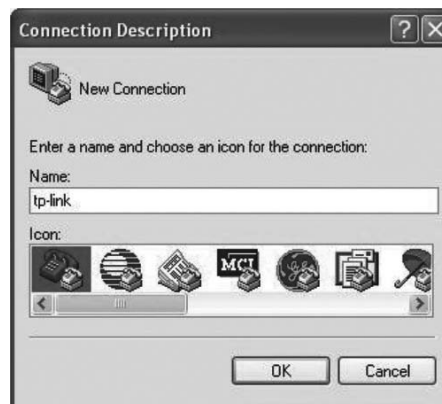 Connection Description
New Connection
Enter a name and choose an icon for the connection:
Name:
tp-link
Icon:
MCI
OK
Cancel